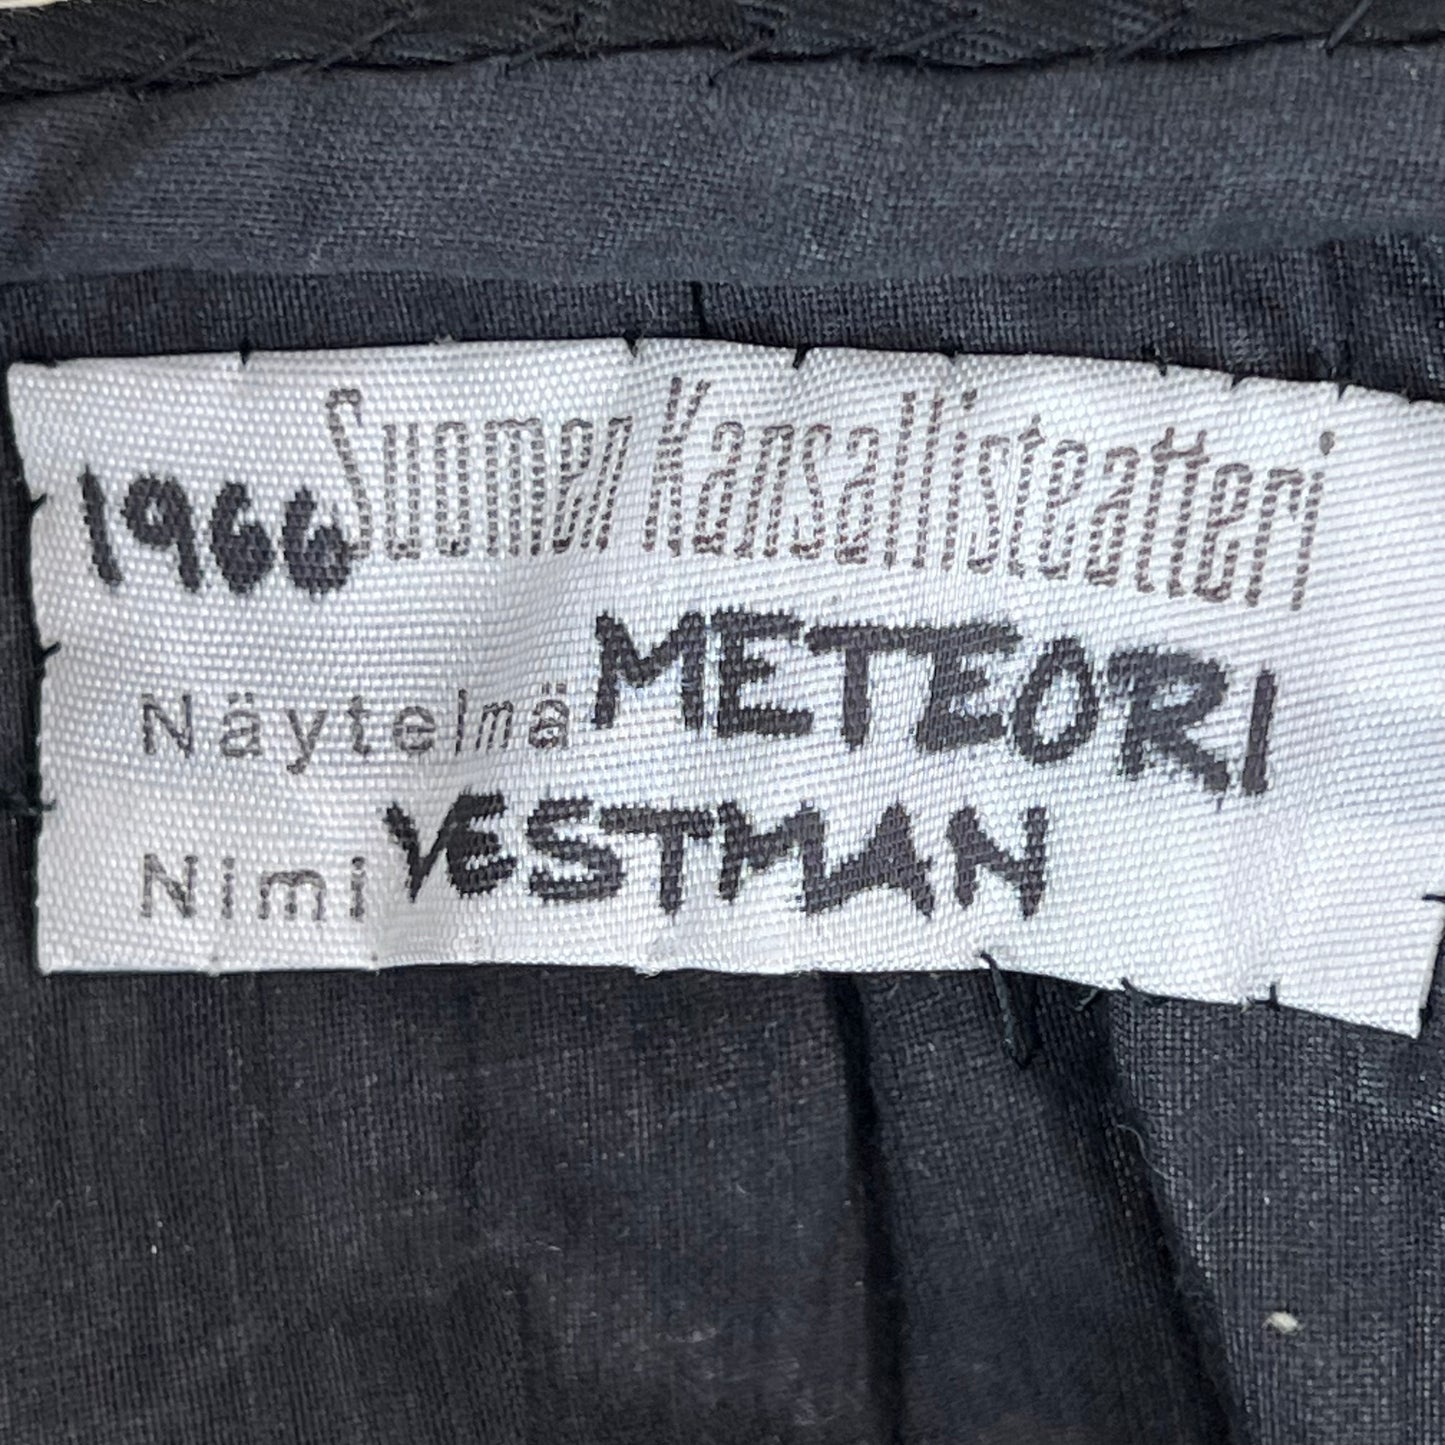 Suomen Kansallisteatteri
1966
Näytelmä METEORI
Nimi VESTMAN